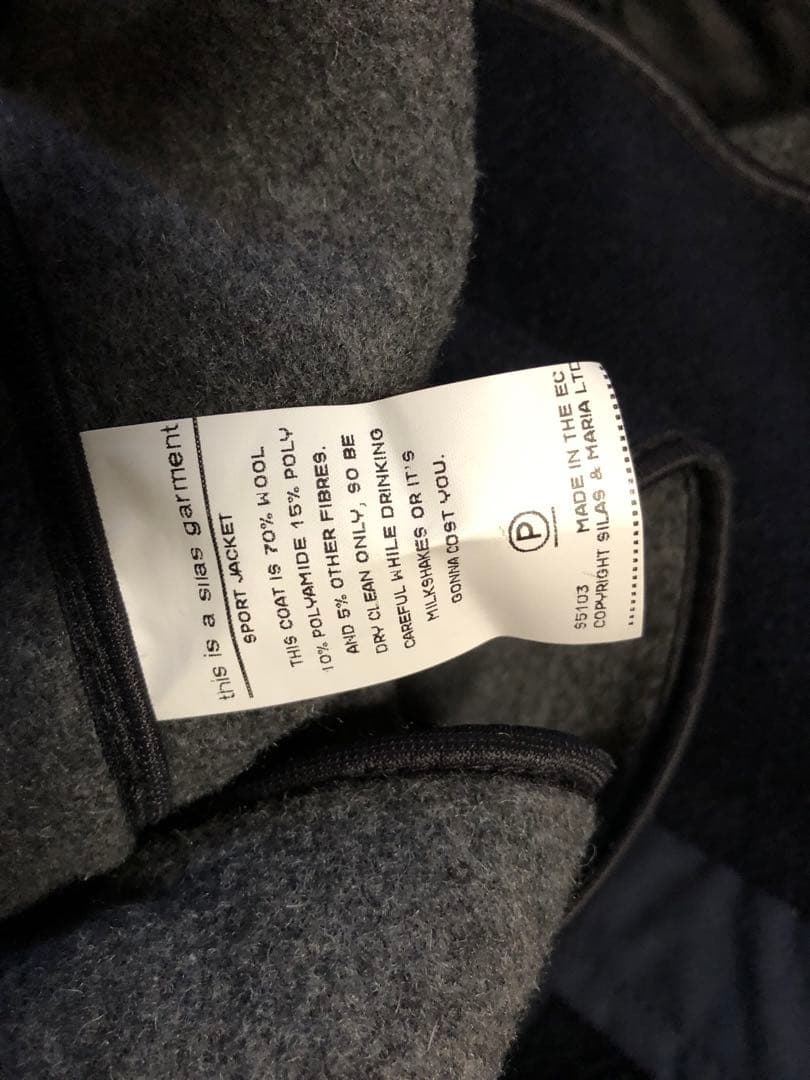 this is a silas garment
SPORT JACKET
THIS COAT IS 70% WOOL
10% POLYAMIDE 15% POLY
AND 5% OTHER FIBRES.
DRY CLEAN ONLY, SO BE
CAREFUL WHILE DRINKING
MILKSHAKES OR IT'S
GONNA COST YOU.
P
MADE IN THE EC
S5103 COPYRIGHT SILAS & MARIA LTD